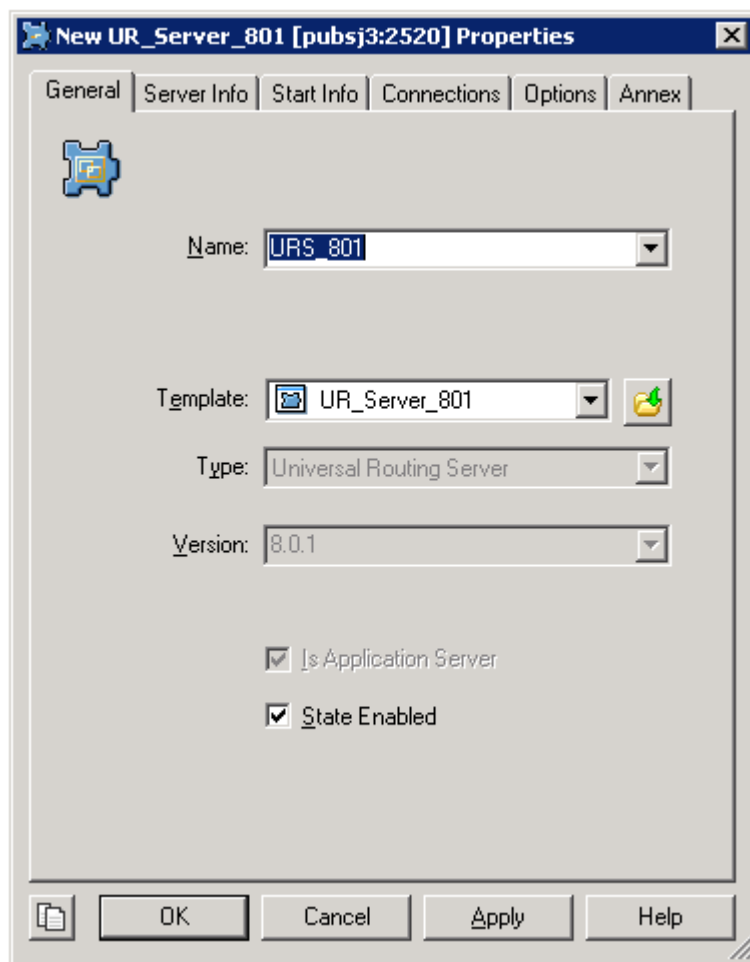 New UR_Server_801 [pubsj3:2520] Properties
General Server Info Start Info Connections Options Annex
Name: URS_801
Template: UR_Server_801
Type: Universal Routing Server
Version: 8.0.1
Is Application Server
State Enabled
OK Cancel Apply Help